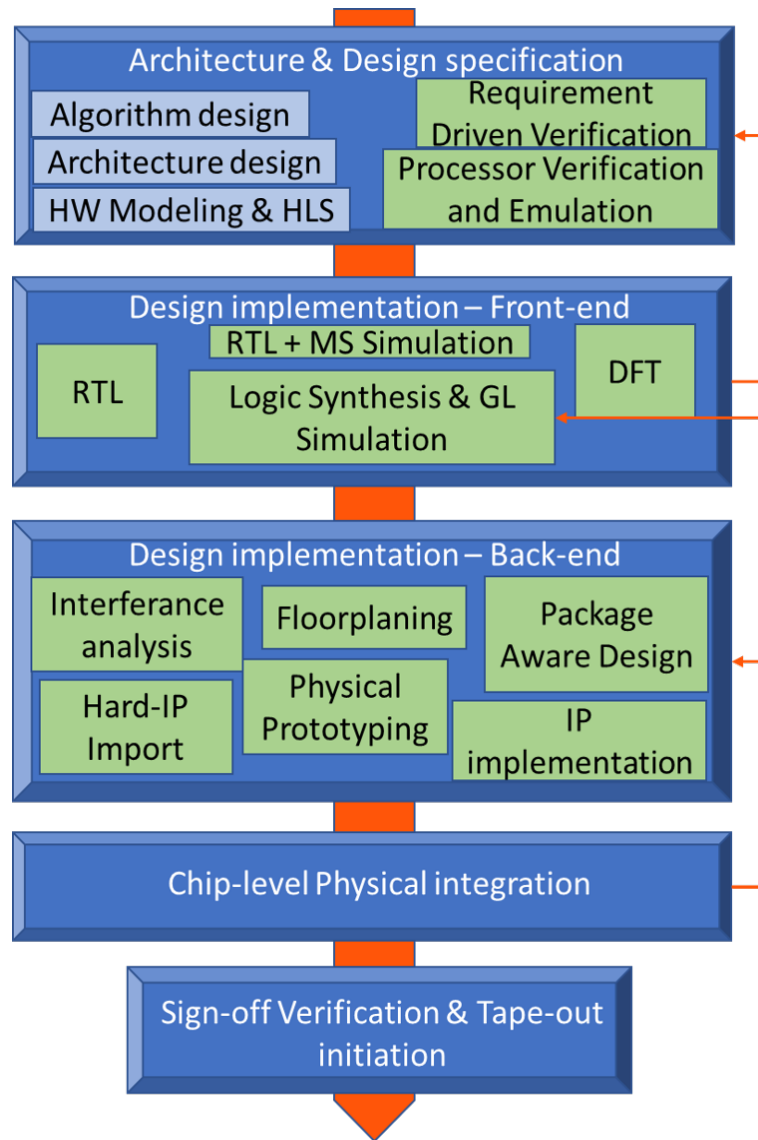 Architecture & Design specification
Algorithm design
Architecture design
HW Modeling & HLS
Requirement
Driven Verification
Processor Verification
and Emulation
Design implementation – Front-end
RTL
RTL + MS Simulation
Logic Synthesis & GL
Simulation
DFT
Design implementation – Back-end
Interferance
analysis
Floorplaning
Package
Aware Design
Hard-IP
Import
Physical
Prototyping
IP
implementation
Chip-level Physical integration
Sign-off Verification & Tape-out
initiation